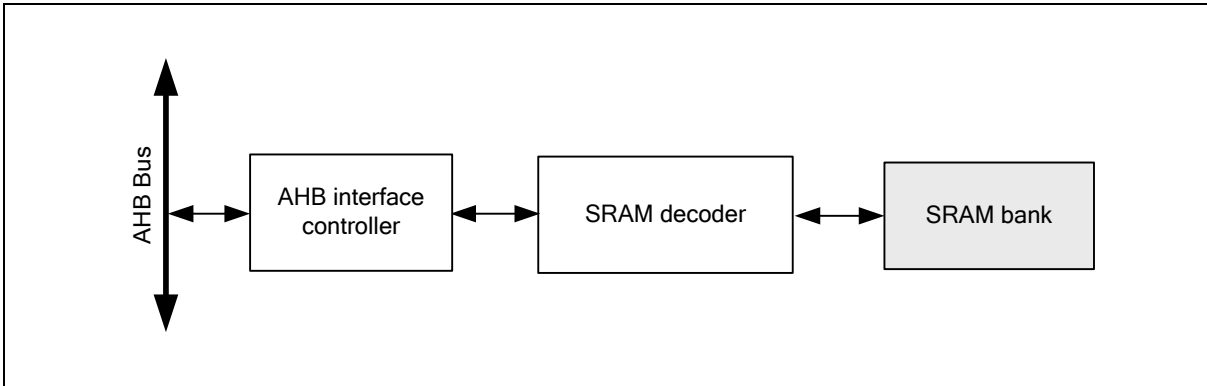 AHB Bus
AHB interface
controller
SRAM decoder
SRAM bank